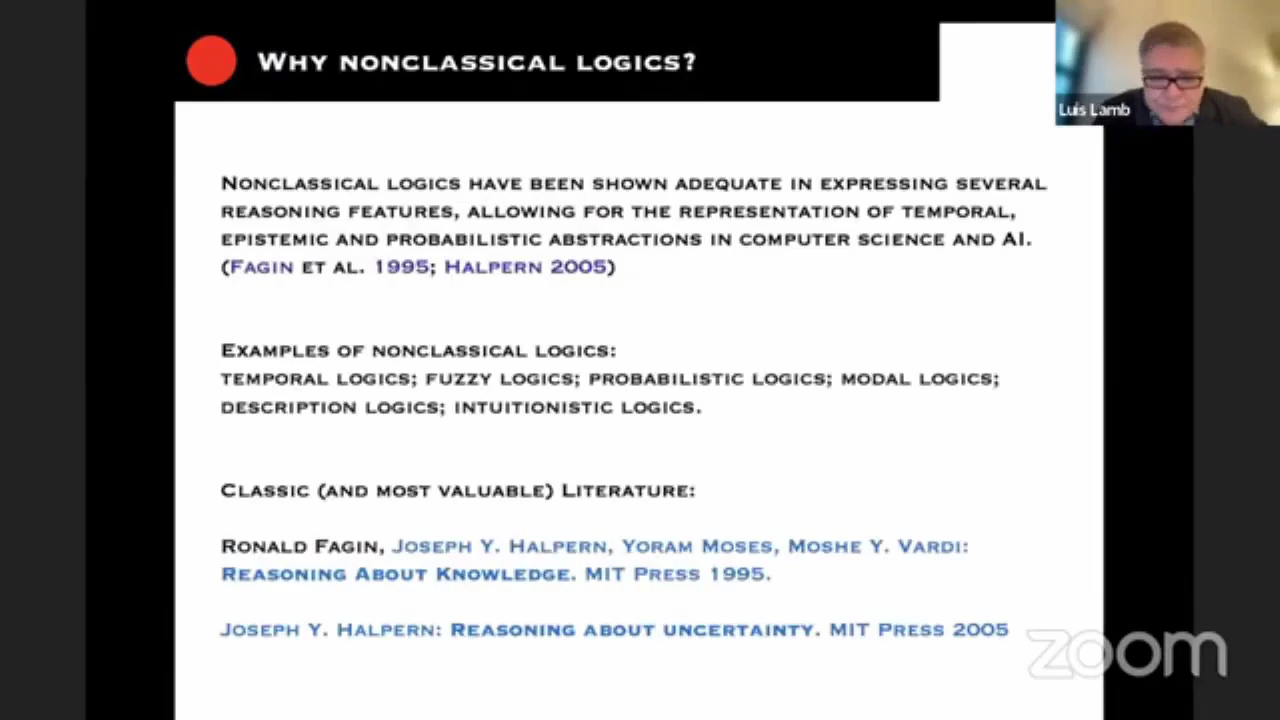 WHY NONCLASSICAL LOGICS?
Luis Lamb
NONCLASSICAL LOGICS HAVE BEEN SHOWN ADEQUATE IN EXPRESSING SEVERAL
REASONING FEATURES, ALLOWING FOR THE REPRESENTATION OF TEMPORAL,
EPISTEMIC AND PROBABILISTIC ABSTRACTIONS IN COMPUTER SCIENCE AND AI.
(FAGIN ET AL. 1995; HALPERN 2005)
EXAMPLES OF NONCLASSICAL LOGICS:
TEMPORAL LOGICS; FUZZY LOGICS; PROBABILISTIC LOGICS; MODAL LOGICS;
DESCRIPTION LOGICS; INTUITIONISTIC LOGICS.
CLASSIC (AND MOST VALUABLE) LITERATURE:
RONALD FAGIN, JOSEPH Y. HALPERN, YORAM MOSES, MOSHE Y. VARDI:
REASONING ABOUT KNOWLEDGE. MIT PRESS 1995.
JOSEPH Y. HALPERN: REASONING ABOUT UNCERTAINTY. MIT PRESS 2005
zoom